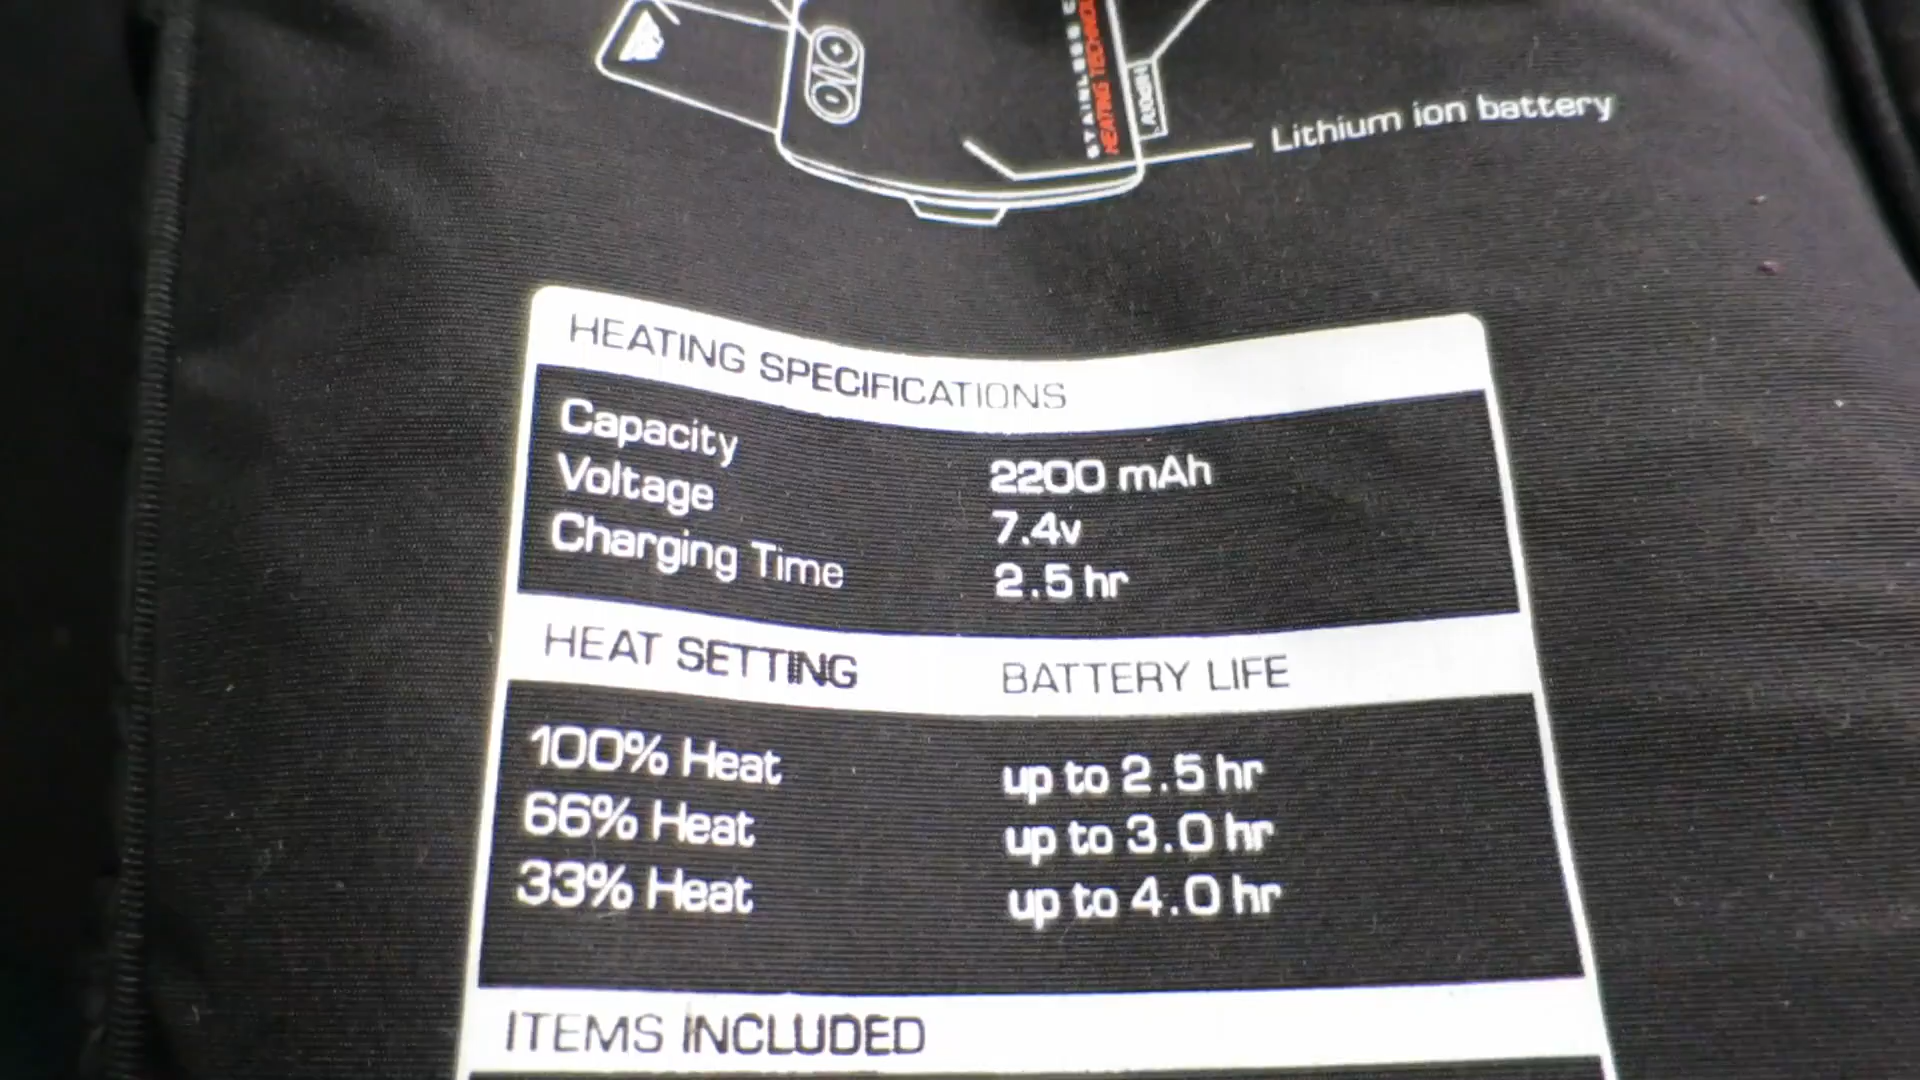 HEATING TECHNOLO
Lithium ion battery
HEATING SPECIFICATIONS
Capacity 2200 mAh
Voltage 7.4v
Charging Time 2.5 hr
HEAT SETTING BATTERY LIFE
100% Heat up to 2.5 hr
66% Heat up to 3.0 hr
33% Heat up to 4.0 hr
ITEMS INCLUDED